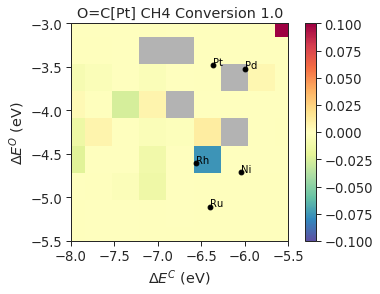 O=C[Pt] CH4 Conversion 1.0
−3.0
−3.5
−4.0
−4.5
−5.0
−5.5
ΔE^O (eV)
Pt
Pd
Rh
Ni
Ru
−8.0 −7.5 −7.0 −6.5 −6.0 −5.5
ΔE^C (eV)
0.100
0.075
0.050
0.025
0.000
−0.025
−0.050
−0.075
−0.100